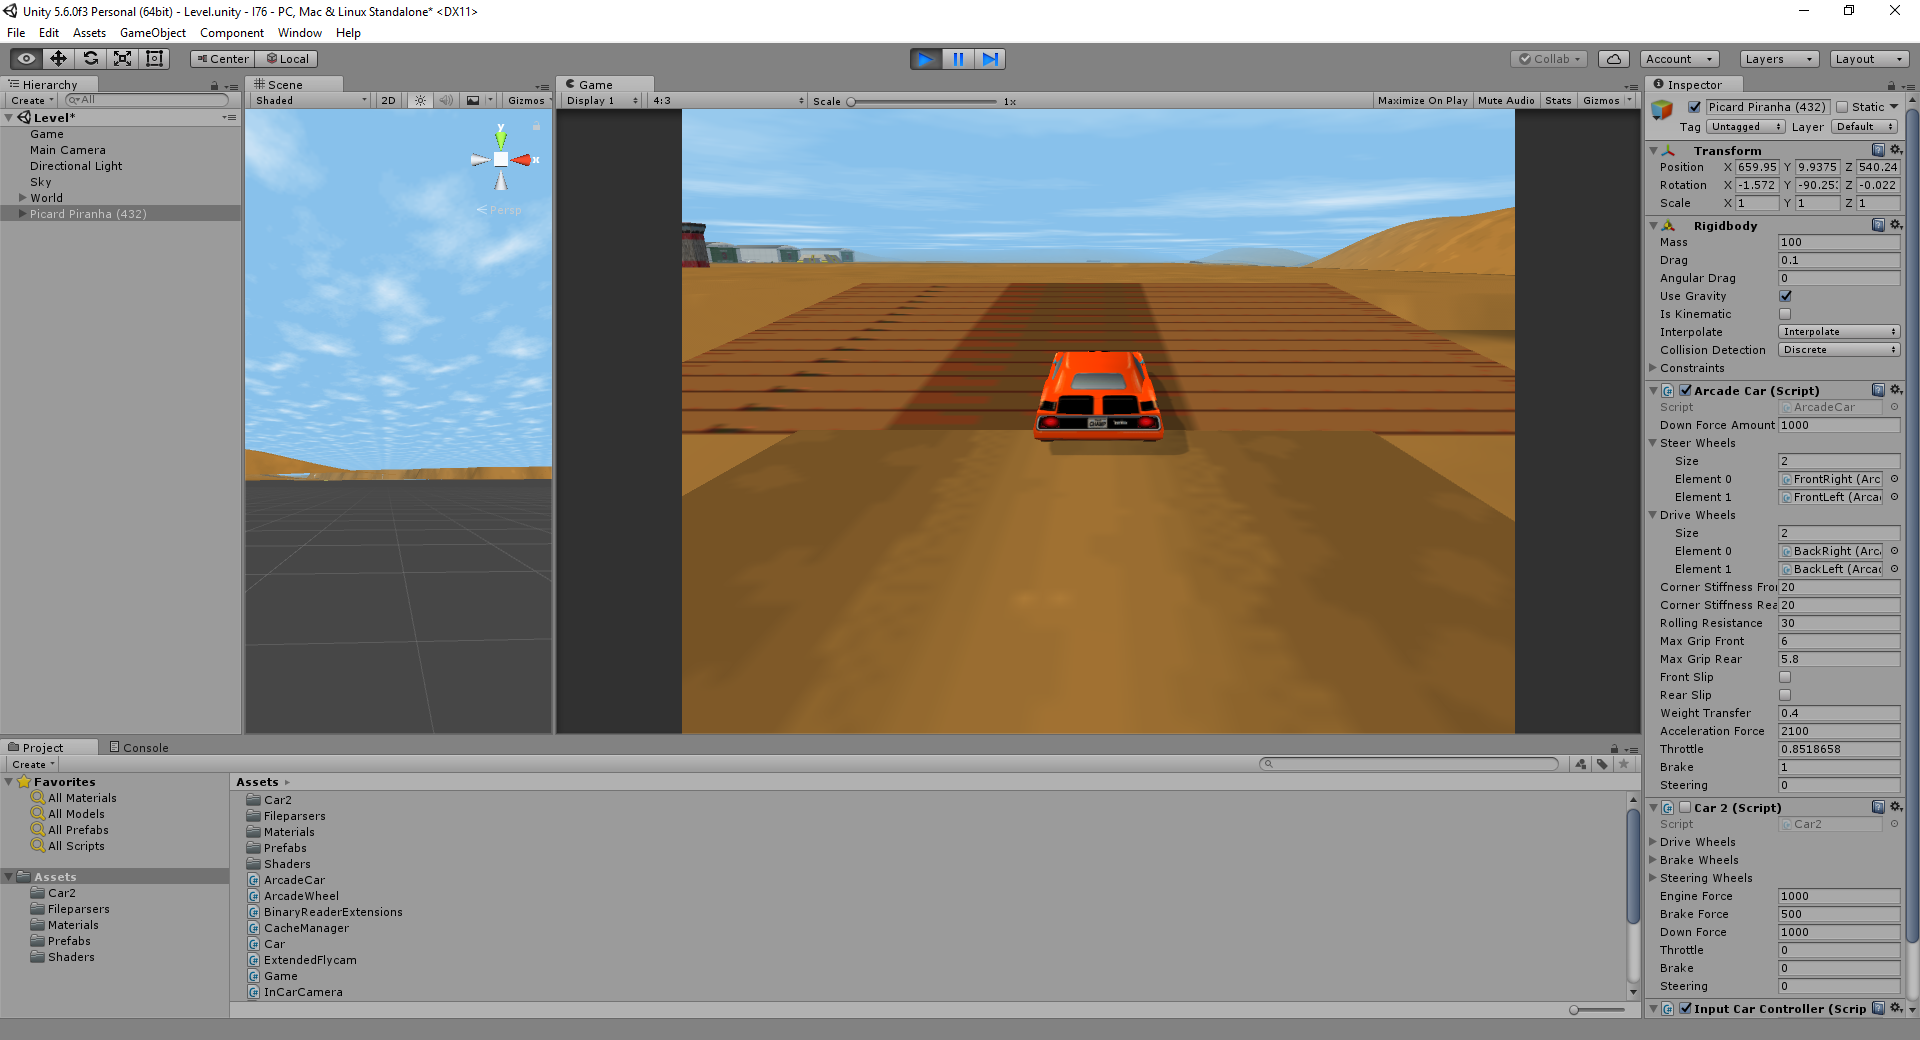 Unity 5.6.0f3 Personal (64bit) - Level.unity - I76 - PC, Mac & Linux Standalone* <DX11>
File Edit Assets GameObject Component Window Help
Center Local
Collab Account Layers Layout
Hierarchy
Create All
Level*
Game
Main Camera
Directional Light
Sky
World
Picard Piranha (432)
Scene
Shaded 2D Gizmos
y
x
Persp
Game
Display 1 4:3 Scale 1x Maximize On Play Mute Audio Stats Gizmos
Inspector
Picard Piranha (432) Static
Tag Untagged Layer Default
Transform
Position X 659.95 Y 9.9375 Z 540.24
Rotation X -1.572 Y -90.25 Z -0.022
Scale X 1 Y 1 Z 1
Rigidbody
Mass 100
Drag 0.1
Angular Drag 0
Use Gravity
Is Kinematic
Interpolate Interpolate
Collision Detection Discrete
Constraints
Arcade Car (Script)
Script ArcadeCar
Down Force Amount 1000
Steer Wheels
Size 2
Element 0 FrontRight (Arc
Element 1 FrontLeft (Arca
Drive Wheels
Size 2
Element 0 BackRight (Arc
Element 1 BackLeft (Arca
Corner Stiffness Fro 20
Corner Stiffness Rea 20
Rolling Resistance 30
Max Grip Front 6
Max Grip Rear 5.8
Front Slip
Rear Slip
Weight Transfer 0.4
Acceleration Force 2100
Throttle 0.8518658
Brake 1
Steering 0
Car 2 (Script)
Script Car2
Drive Wheels
Brake Wheels
Steering Wheels
Engine Force 1000
Brake Force 500
Down Force 1000
Throttle 0
Brake 0
Steering 0
Input Car Controller (Scrip
Project Console
Create
Favorites
All Materials
All Models
All Prefabs
All Scripts
Assets
Car2
Fileparsers
Materials
Prefabs
Shaders
Assets
Car2
Fileparsers
Materials
Prefabs
Shaders
ArcadeCar
ArcadeWheel
BinaryReaderExtensions
CacheManager
Car
ExtendedFlycam
Game
InCarCamera